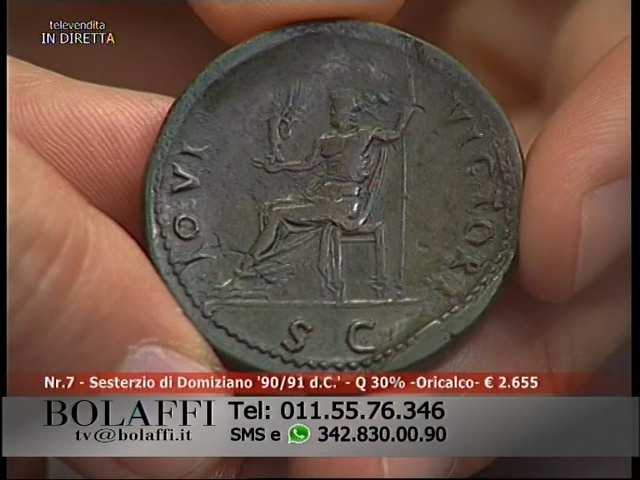 televendita
IN DIRETTA
IOVI VICTORI
S C
Nr.7 - Sesterzio di Domiziano '90/91 d.C.' - Q 30% -Oricalco- € 2.655
BOLAFFI
tv@bolaffi.it
Tel: 011.55.76.346
SMS e 342.830.00.90